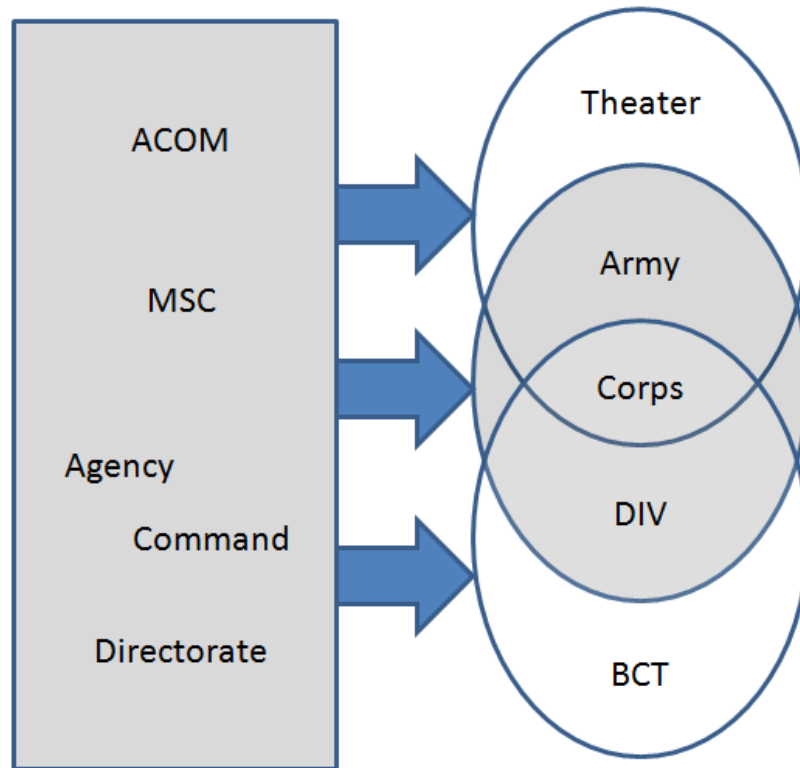 ACOM
MSC
Agency
Command
Directorate
Theater
Army
Corps
DIV
BCT